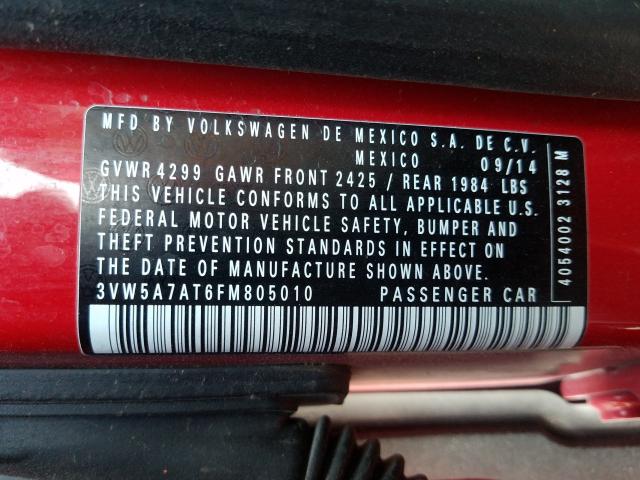 MFD BY VOLKSWAGEN DE MEXICO S.A. DE C.V.
MEXICO 09/14
GVWR 4299 GAWR FRONT 2425 / REAR 1984 LBS
THIS VEHICLE CONFORMS TO ALL APPLICABLE U.S.
FEDERAL MOTOR VEHICLE SAFETY, BUMPER AND
THEFT PREVENTION STANDARDS IN EFFECT ON
THE DATE OF MANUFACTURE SHOWN ABOVE.
3VW5A7AT6FM805010 PASSENGER CAR
4054002 3128 M